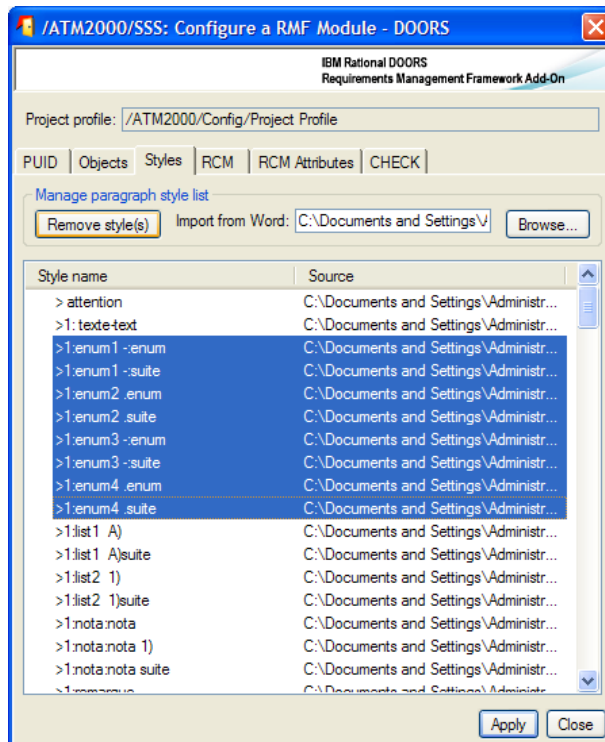 /ATM2000/SSS: Configure a RMF Module - DOORS
IBM Rational DOORS
Requirements Management Framework Add-On
Project profile: /ATM2000/Config/Project Profile
PUID Objects Styles RCM RCM Attributes CHECK
Manage paragraph style list
Remove style(s) Import from Word: C:\Documents and Settings\A Browse...
Style name Source
> attention C:\Documents and Settings\Administr...
>1: texte-text C:\Documents and Settings\Administr...
>1:enum1 -:enum C:\Documents and Settings\Administr...
>1:enum1 -:suite C:\Documents and Settings\Administr...
>1:enum2 .enum C:\Documents and Settings\Administr...
>1:enum2 .suite C:\Documents and Settings\Administr...
>1:enum3 -:enum C:\Documents and Settings\Administr...
>1:enum3 -:suite C:\Documents and Settings\Administr...
>1:enum4 .enum C:\Documents and Settings\Administr...
>1:enum4 .suite C:\Documents and Settings\Administr...
>1:list1 A) C:\Documents and Settings\Administr...
>1:list1 A)suite C:\Documents and Settings\Administr...
>1:list2 1) C:\Documents and Settings\Administr...
>1:list2 1)suite C:\Documents and Settings\Administr...
>1:nota:nota C:\Documents and Settings\Administr...
>1:nota:nota 1) C:\Documents and Settings\Administr...
>1:nota:nota suite C:\Documents and Settings\Administr...
>1:remarque C:\Documents and Settings\Administr...
Apply Close